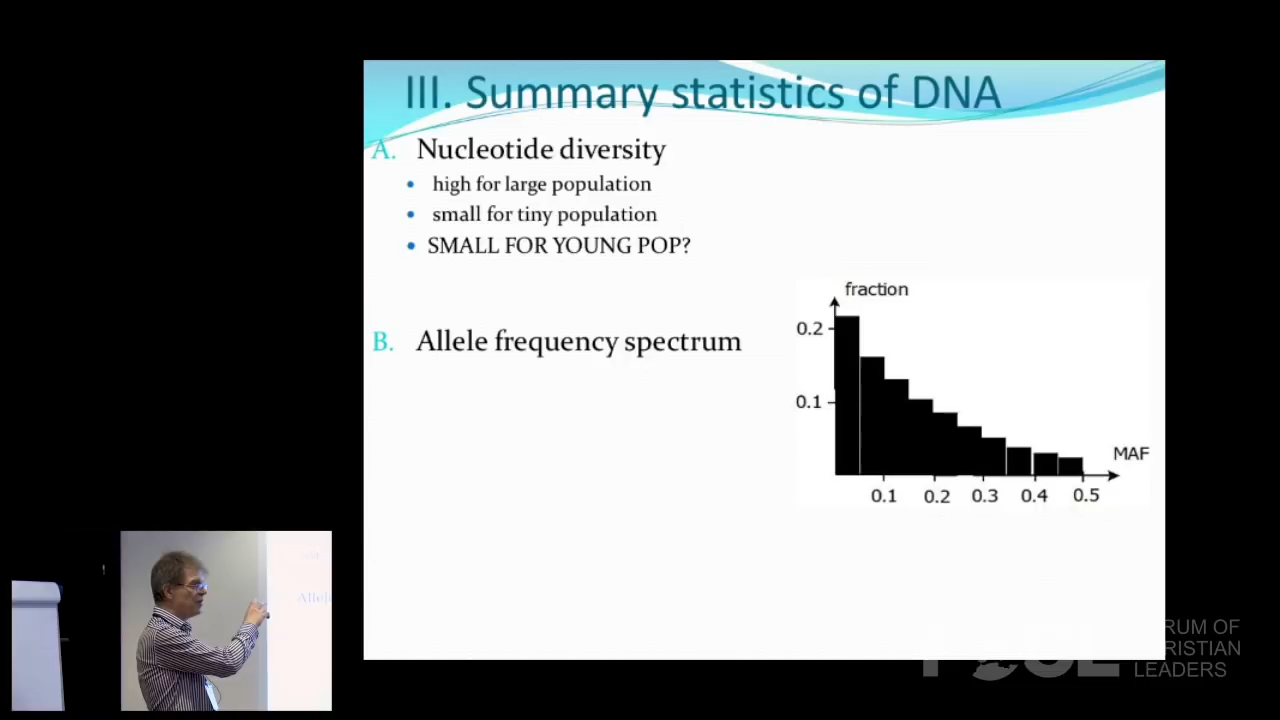 III. Summary statistics of DNA
A. Nucleotide diversity
• high for large population
• small for tiny population
• SMALL FOR YOUNG POP?
B. Allele frequency spectrum
fraction
0.2
0.1
MAF
0.1 0.2 0.3 0.4 0.5
RUM OF
RISTIAN
LEADERS